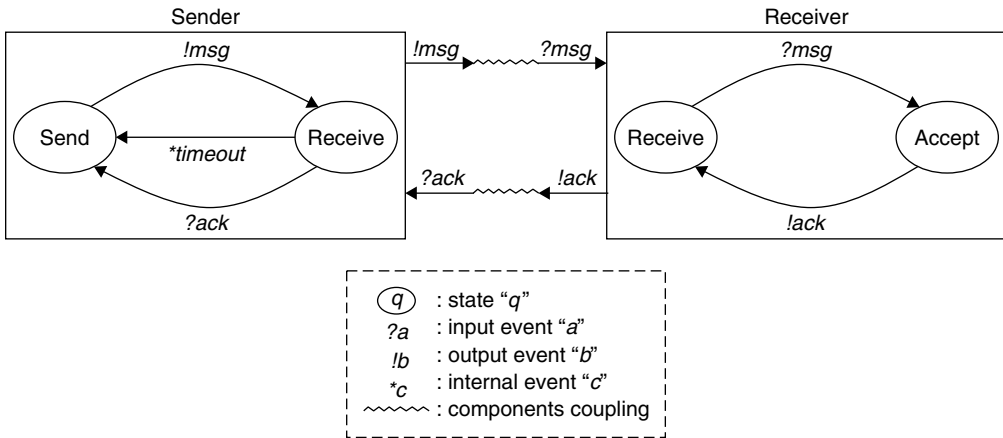 Sender
Receiver
!msg
Send
Receive
*timeout
?ack
!msg
?msg
?ack
!ack
?msg
Receive
Accept
!ack
q : state “q”
?a : input event “a”
!b : output event “b”
*c : internal event “c”
: components coupling